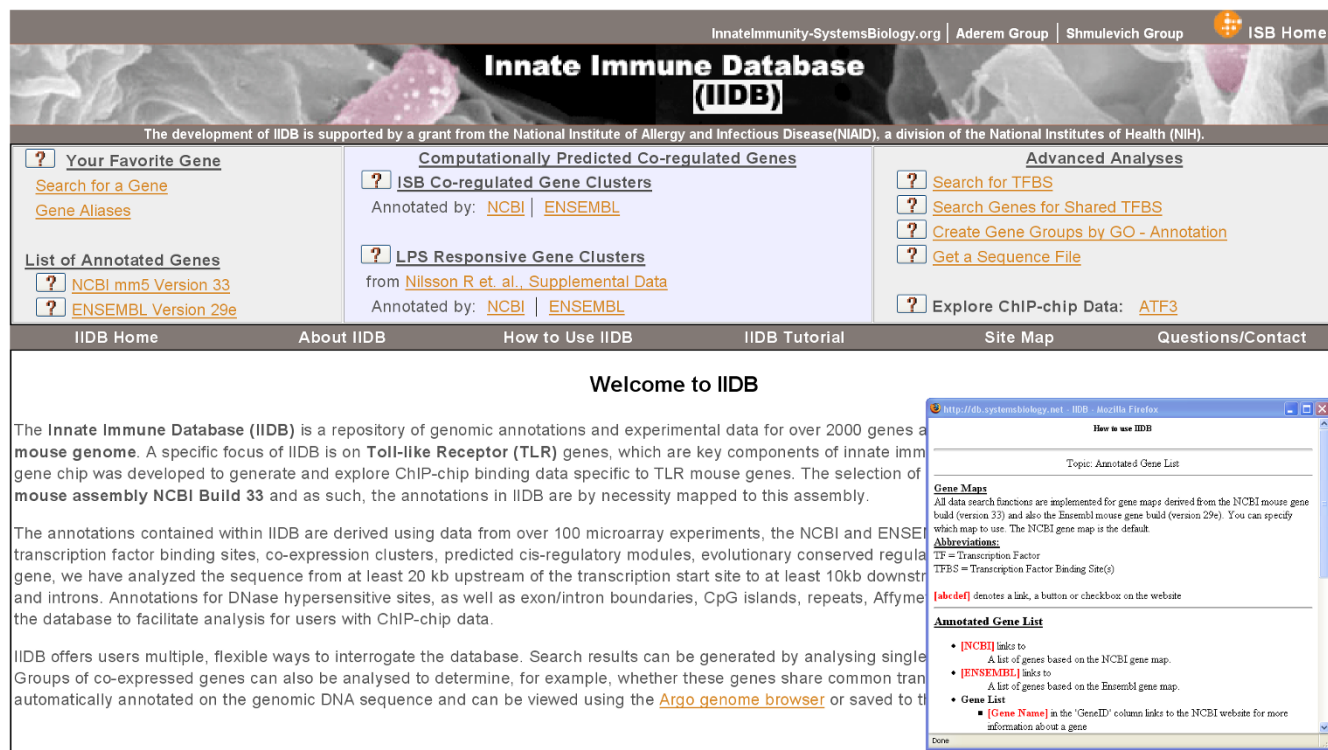 InnateImmunity-SystemsBiology.org | Aderem Group | Shmulevich Group ISB Home
Innate Immune Database
(IIDB)
The development of IIDB is supported by a grant from the National Institute of Allergy and Infectious Disease(NIAID), a division of the National Institutes of Health (NIH).
? Your Favorite Gene
Search for a Gene
Gene Aliases
List of Annotated Genes
? NCBI mm5 Version 33
? ENSEMBL Version 29e
Computationally Predicted Co-regulated Genes
? ISB Co-regulated Gene Clusters
Annotated by: NCBI | ENSEMBL
? LPS Responsive Gene Clusters
from Nilsson R et. al., Supplemental Data
Annotated by: NCBI | ENSEMBL
Advanced Analyses
? Search for TFBS
? Search Genes for Shared TFBS
? Create Gene Groups by GO - Annotation
? Get a Sequence File
? Explore ChIP-chip Data: ATF3
IIDB Home About IIDB How to Use IIDB IIDB Tutorial Site Map Questions/Contact
Welcome to IIDB
The Innate Immune Database (IIDB) is a repository of genomic annotations and experimental data for over 2000 genes a
mouse genome. A specific focus of IIDB is on Toll-like Receptor (TLR) genes, which are key components of innate imm
gene chip was developed to generate and explore ChIP-chip binding data specific to TLR mouse genes. The selection of
mouse assembly NCBI Build 33 and as such, the annotations in IIDB are by necessity mapped to this assembly.
The annotations contained within IIDB are derived using data from over 100 microarray experiments, the NCBI and ENSE
transcription factor binding sites, co-expression clusters, predicted cis-regulatory modules, evolutionary conserved regula
gene, we have analyzed the sequence from at least 20 kb upstream of the transcription start site to at least 10kb downstr
and introns. Annotations for DNase hypersensitive sites, as well as exon/intron boundaries, CpG islands, repeats, Affyme
the database to facilitate analysis for users with ChIP-chip data.
IIDB offers users multiple, flexible ways to interrogate the database. Search results can be generated by analysing single
Groups of co-expressed genes can also be analysed to determine, for example, whether these genes share common tran
automatically annotated on the genomic DNA sequence and can be viewed using the Argo genome browser or saved to th
http://db.systemsbiology.net - IIDB - Mozilla Firefox
How to use IIDB
Topic: Annotated Gene List
Gene Maps
All data search functions are implemented for gene maps derived from the NCBI mouse gene
build (version 33) and also the Ensembl mouse gene build (version 29e). You can specify
which map to use. The NCBI gene map is the default.
Abbreviations:
TF = Transcription Factor
TFBS = Transcription Factor Binding Site(s)
[abcdef] denotes a link, a button or checkbox on the website
Annotated Gene List
• [NCBI] links to
A list of genes based on the NCBI gene map.
• [ENSEMBL] links to
A list of genes based on the Ensembl gene map.
• Gene List
▪ [Gene Name] in the 'GeneID' column links to the NCBI website for more
information about a gene
Done